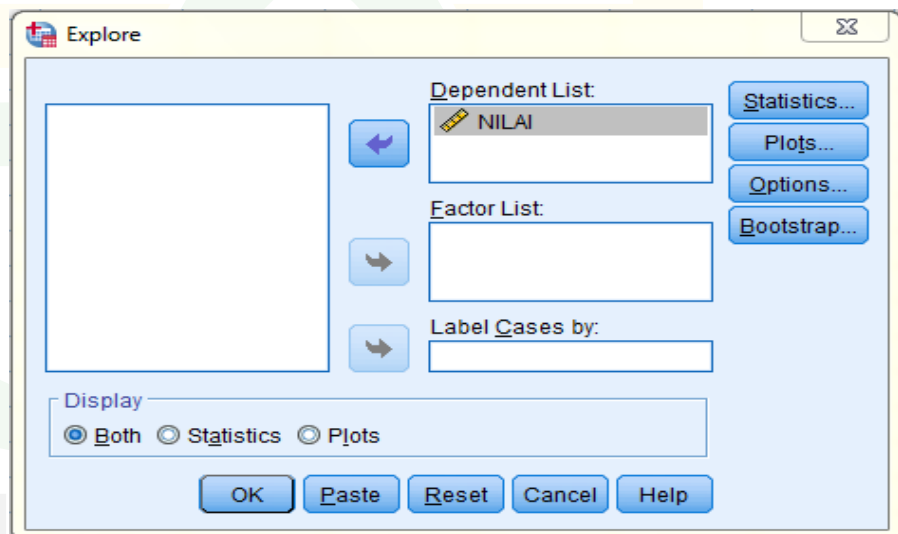 Explore
Dependent List:
NILAI
Statistics...
Plots...
Options...
Bootstrap...
Factor List:
Label Cases by:
Display
Both Statistics Plots
OK Paste Reset Cancel Help